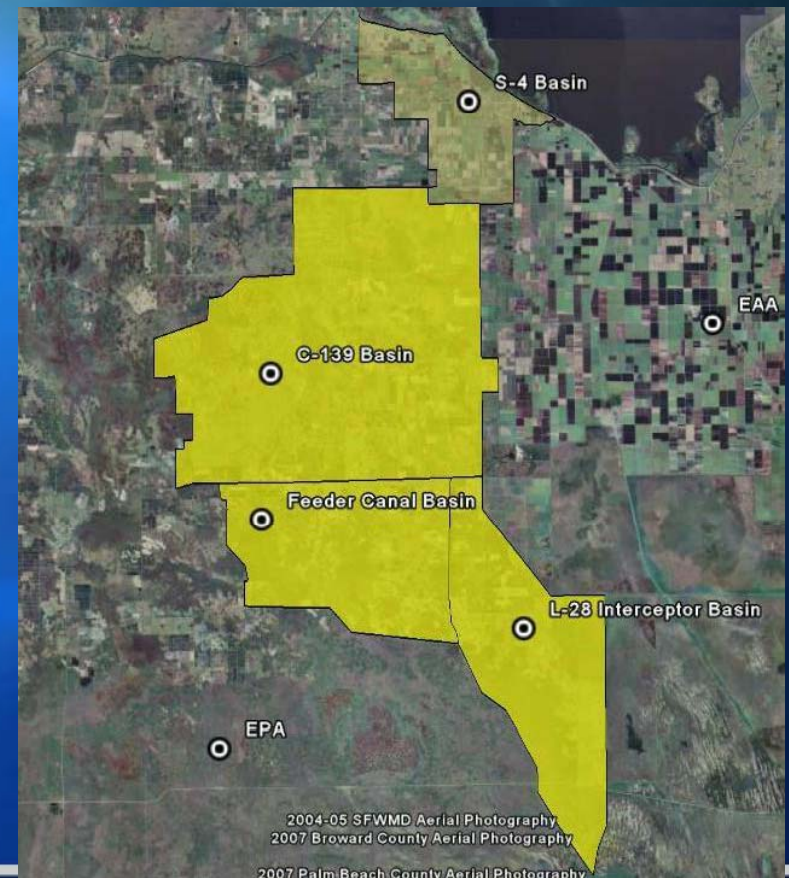 S-4 Basin
EAA
C-139 Basin
Feeder Canal Basin
L-28 Interceptor Basin
EPA
2004-05 SFWMD Aerial Photography
2007 Broward County Aerial Photography
2007 Palm Beach County Aerial Photography